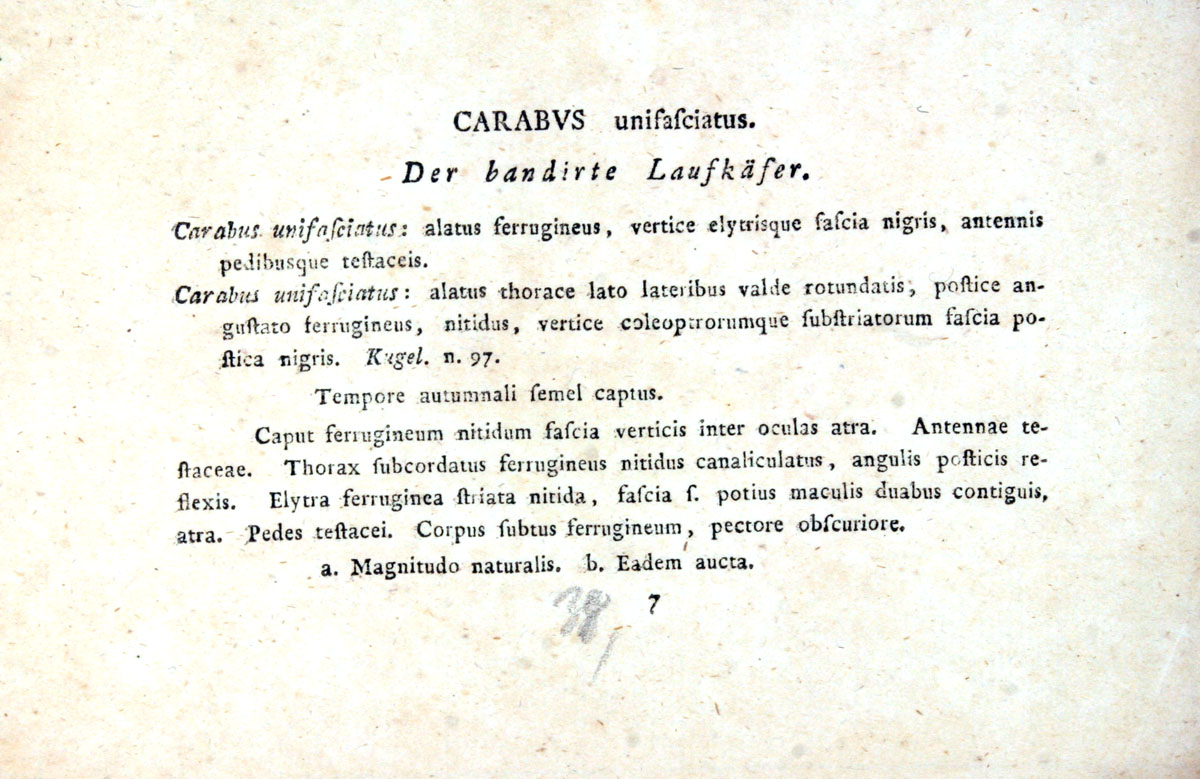 CARABVS unifaſciatus.
Der bandirte Laufkäfer.
Carabus unifaſciatus: alatus ferrugineus, vertice elytrisque faſcia nigris, antennis
pedibusque teſtaceis.
Carabus unifaſciatus: alatus thorace lato lateribus valde rotundatis, poſtice an-
guſtato ferrugineus, nitidus, vertice coleoptrorumque ſubſtriatorum faſcia po-
ſtica nigris. Kugel. n. 97.
Tempore autumnali ſemel captus.
Caput ferrugineum nitidum faſcia verticis inter oculas atra. Antennae te-
ſtaceae. Thorax ſubcordatus ferrugineus nitidus canaliculatus, angulis poſticis re-
flexis. Elytra ferruginea ſtriata nitida, faſcia ſ. potius maculis duabus contiguis,
atra. Pedes teſtacei. Corpus ſubtus ferrugineum, pectore obſcuriore.
a. Magnitudo naturalis. b. Eadem aucta.
7